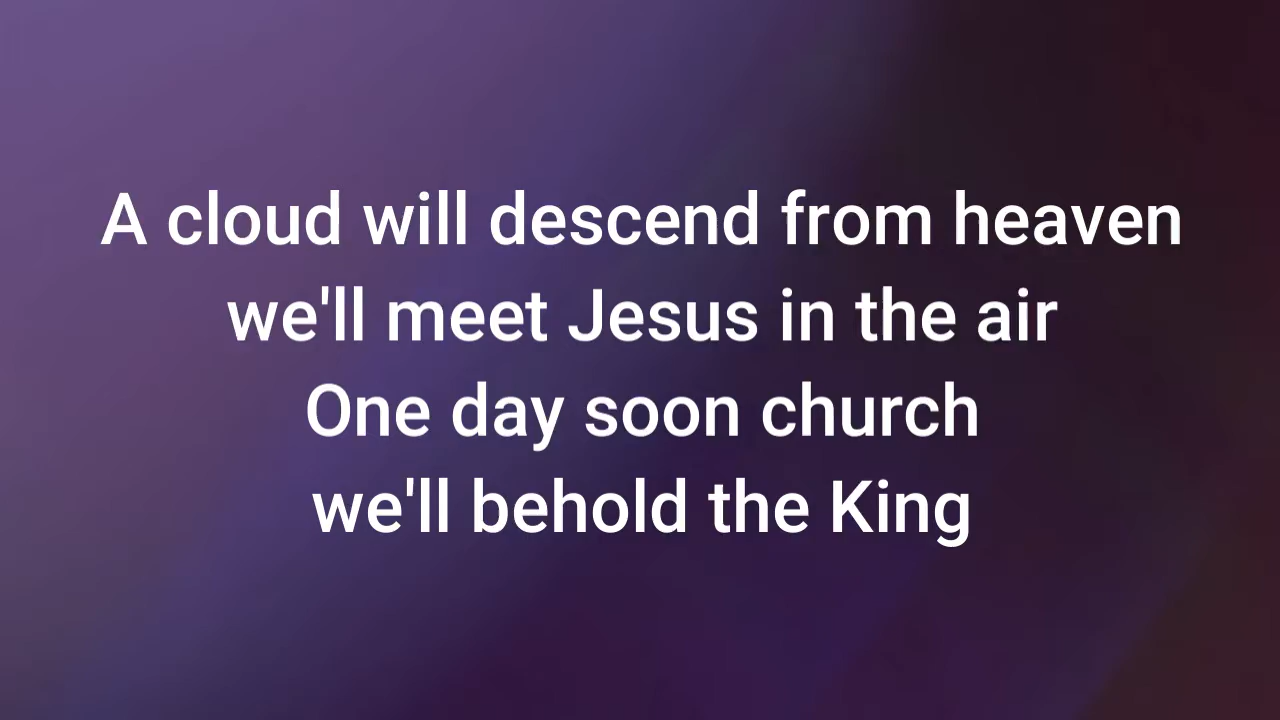 A cloud will descend from heaven
we'll meet Jesus in the air
One day soon church
we'll behold the King